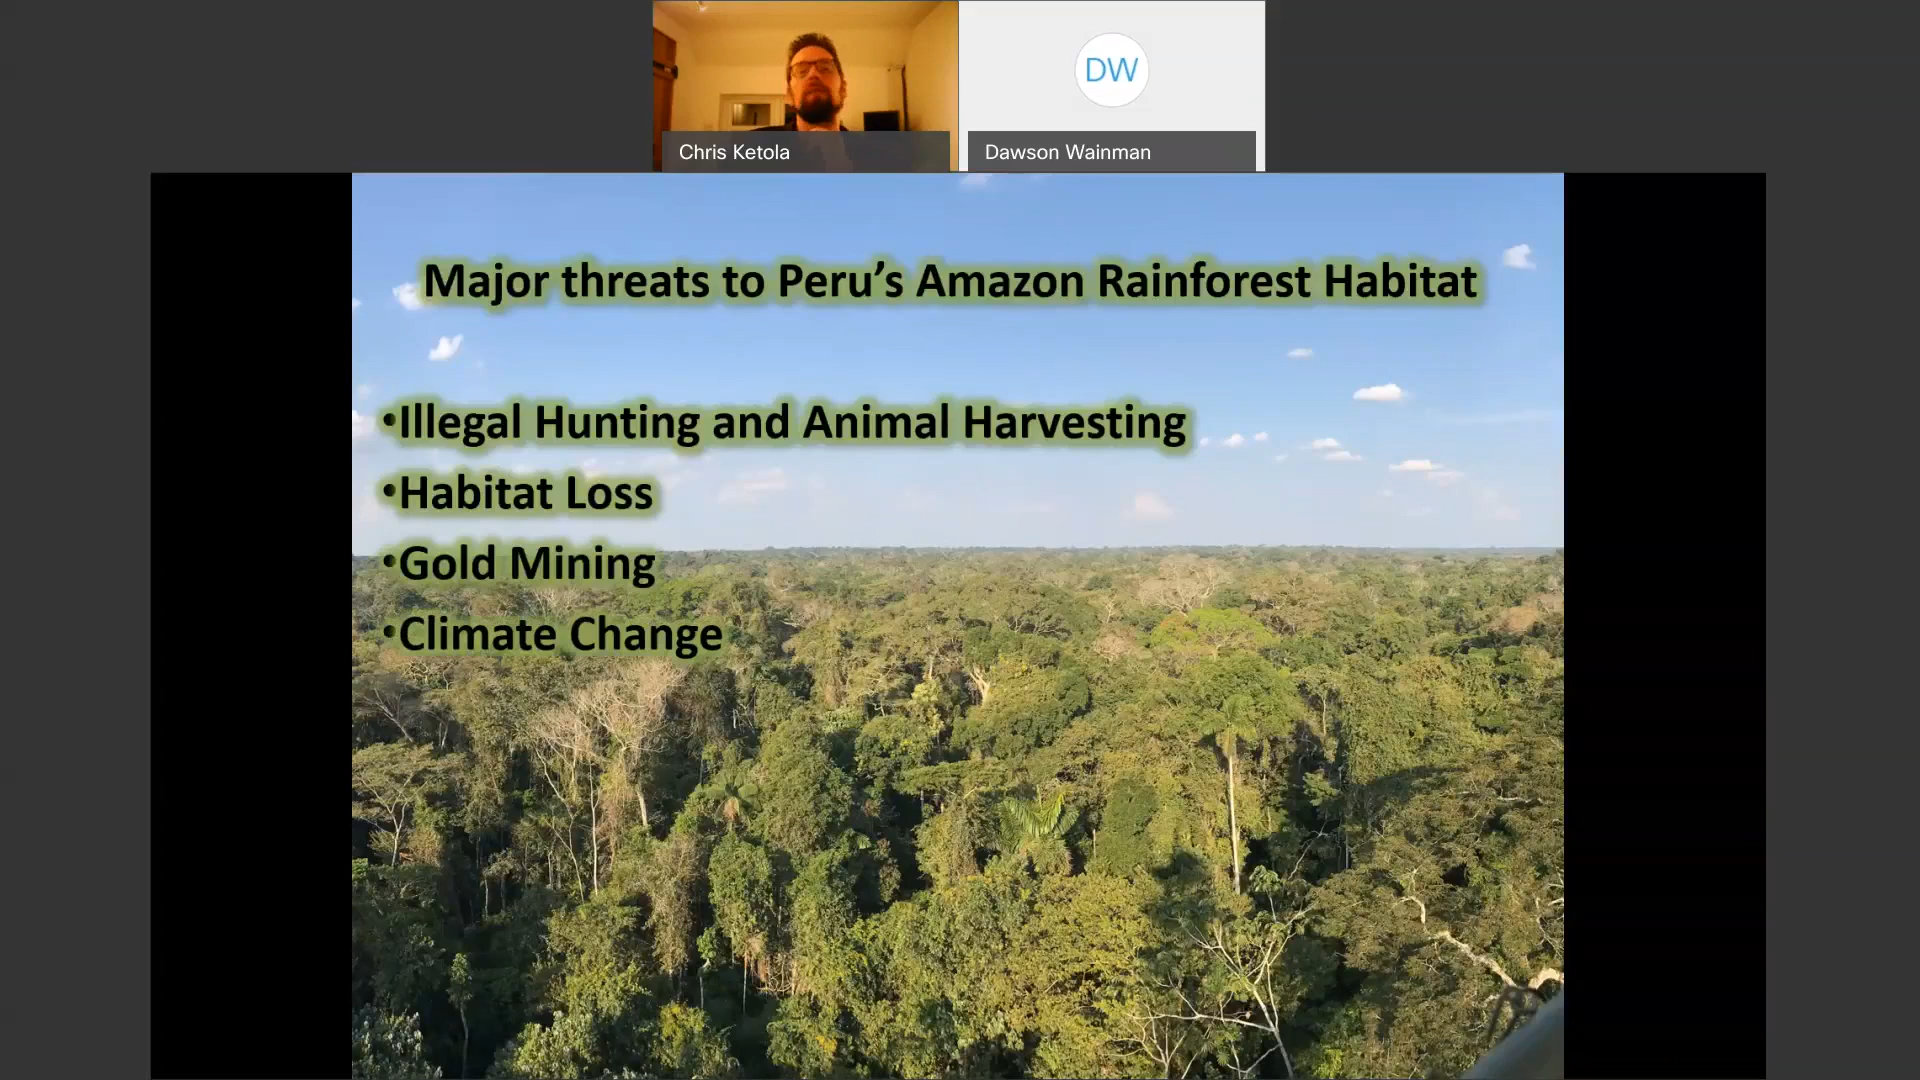 DW
Chris Ketola
Dawson Wainman
Major threats to Peru’s Amazon Rainforest Habitat
•Illegal Hunting and Animal Harvesting
•Habitat Loss
•Gold Mining
•Climate Change